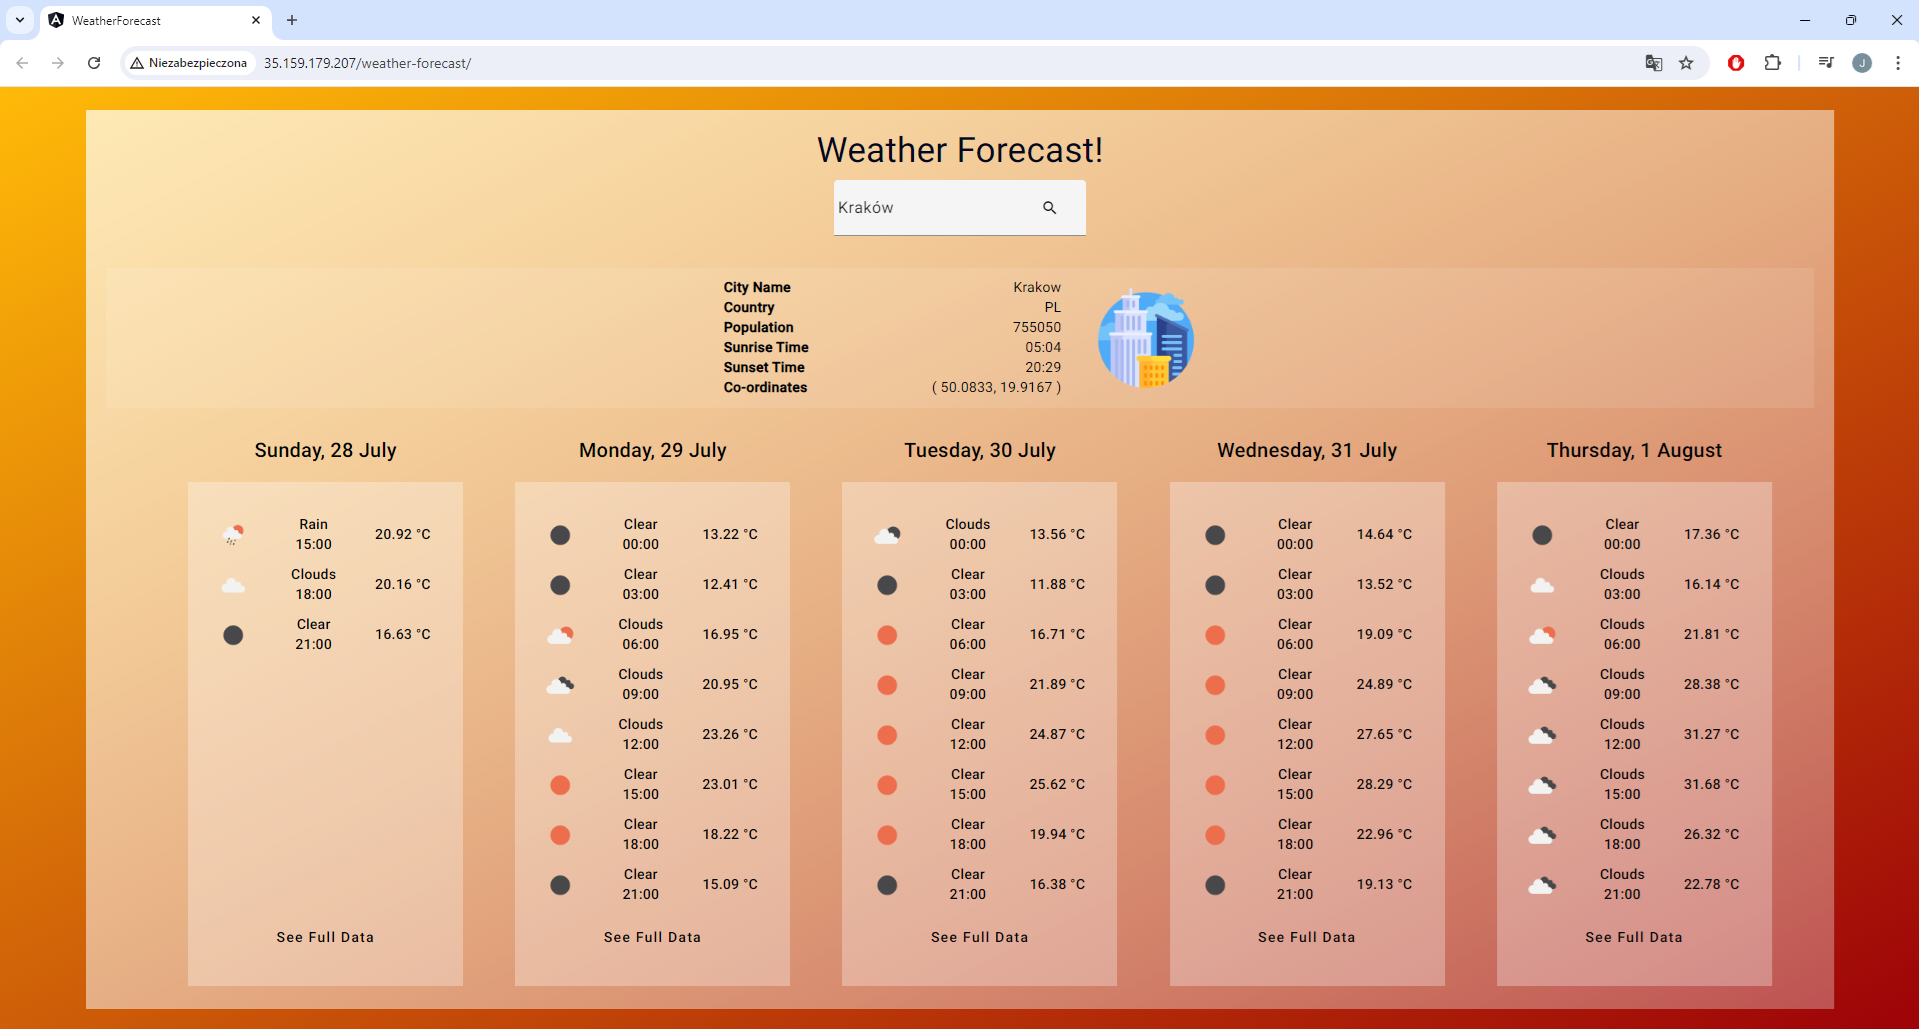 WeatherForecast
Niezabezpieczona
35.159.179.207/weather-forecast/
J
Weather Forecast!
Kraków
City Name Krakow
Country PL
Population 755050
Sunrise Time 05:04
Sunset Time 20:29
Co-ordinates ( 50.0833, 19.9167 )
Sunday, 28 July
Rain
15:00
20.92 °C
Clouds
18:00
20.16 °C
Clear
21:00
16.63 °C
See Full Data
Monday, 29 July
Clear
00:00
13.22 °C
Clear
03:00
12.41 °C
Clouds
06:00
16.95 °C
Clouds
09:00
20.95 °C
Clouds
12:00
23.26 °C
Clear
15:00
23.01 °C
Clear
18:00
18.22 °C
Clear
21:00
15.09 °C
See Full Data
Tuesday, 30 July
Clouds
00:00
13.56 °C
Clear
03:00
11.88 °C
Clear
06:00
16.71 °C
Clear
09:00
21.89 °C
Clear
12:00
24.87 °C
Clear
15:00
25.62 °C
Clear
18:00
19.94 °C
Clear
21:00
16.38 °C
See Full Data
Wednesday, 31 July
Clear
00:00
14.64 °C
Clear
03:00
13.52 °C
Clear
06:00
19.09 °C
Clear
09:00
24.89 °C
Clear
12:00
27.65 °C
Clear
15:00
28.29 °C
Clear
18:00
22.96 °C
Clear
21:00
19.13 °C
See Full Data
Thursday, 1 August
Clear
00:00
17.36 °C
Clouds
03:00
16.14 °C
Clouds
06:00
21.81 °C
Clouds
09:00
28.38 °C
Clouds
12:00
31.27 °C
Clouds
15:00
31.68 °C
Clouds
18:00
26.32 °C
Clouds
21:00
22.78 °C
See Full Data